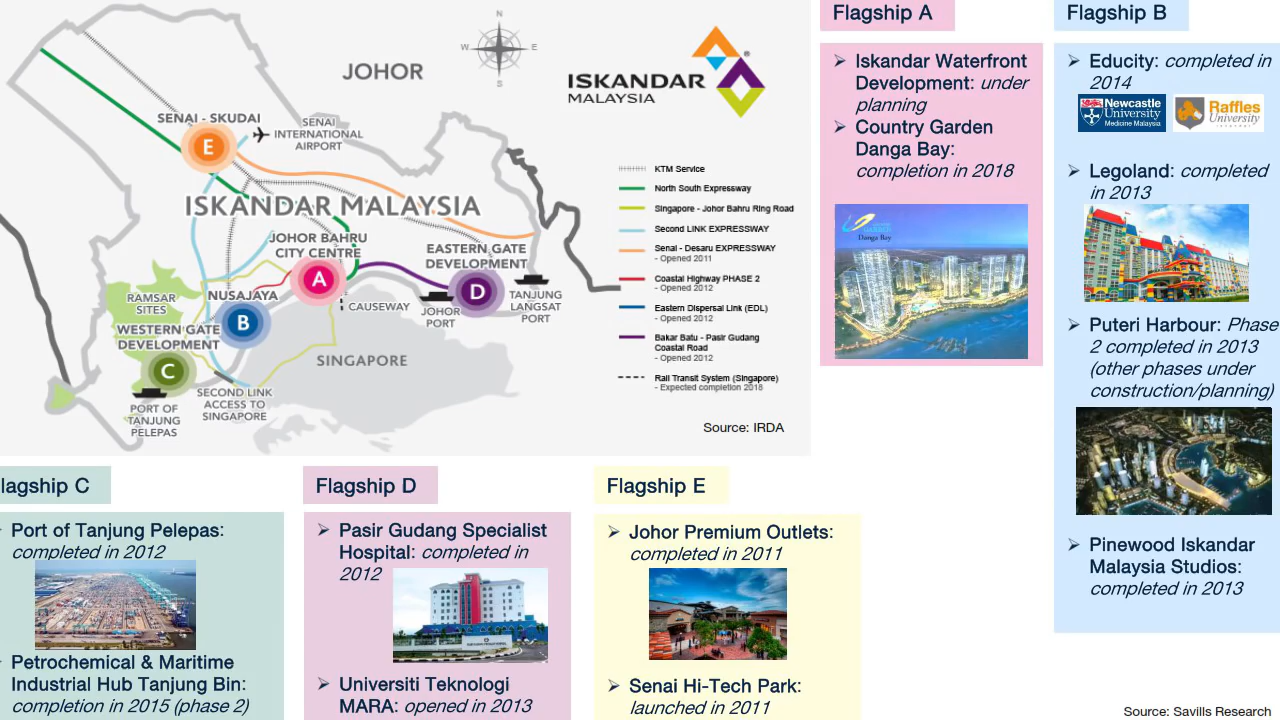 N
W
E
S
JOHOR
ISKANDAR
MALAYSIA
SENAI - SKUDAI
E
SENAI
INTERNATIONAL
AIRPORT
ISKANDAR MALAYSIA
JOHOR BAHRU
CITY CENTRE
A
EASTERN GATE
DEVELOPMENT
D
RAMSAR
SITES
NUSAJAYA
B
CAUSEWAY
JOHOR
PORT
TANJUNG
LANGSAT
PORT
WESTERN GATE
DEVELOPMENT
C
SINGAPORE
SECOND LINK
ACCESS TO
SINGAPORE
PORT OF
TANJUNG
PELEPAS
KTM Service
North South Expressway
Singapore - Johor Bahru Ring Road
Second LINK EXPRESSWAY
Senai - Desaru EXPRESSWAY
- Opened 2011
Coastal Highway PHASE 2
- Opened 2012
Eastern Dispersal Link (EDL)
- Opened 2012
Bakar Batu - Pasir Gudang
Coastal Road
- Opened 2012
Rail Transit System (Singapore)
- Expected completion 2018
Source: IRDA
Flagship A
➢ Iskandar Waterfront
Development: under
planning
➢ Country Garden
Danga Bay:
completion in 2018
Danga Bay
Flagship B
➢ Educity: completed in
2014
Newcastle
University
Medicine Malaysia
Raffles
University
➢ Legoland: completed
in 2013
➢ Puteri Harbour: Phase
2 completed in 2013
(other phases under
construction/planning)
➢ Pinewood Iskandar
Malaysia Studios:
completed in 2013
lagship C
Port of Tanjung Pelepas:
completed in 2012
Petrochemical & Maritime
Industrial Hub Tanjung Bin:
completion in 2015 (phase 2)
Flagship D
➢ Pasir Gudang Specialist
Hospital: completed in
2012
➢ Universiti Teknologi
MARA: opened in 2013
Flagship E
➢ Johor Premium Outlets:
completed in 2011
➢ Senai Hi-Tech Park:
launched in 2011
Source: Savills Research